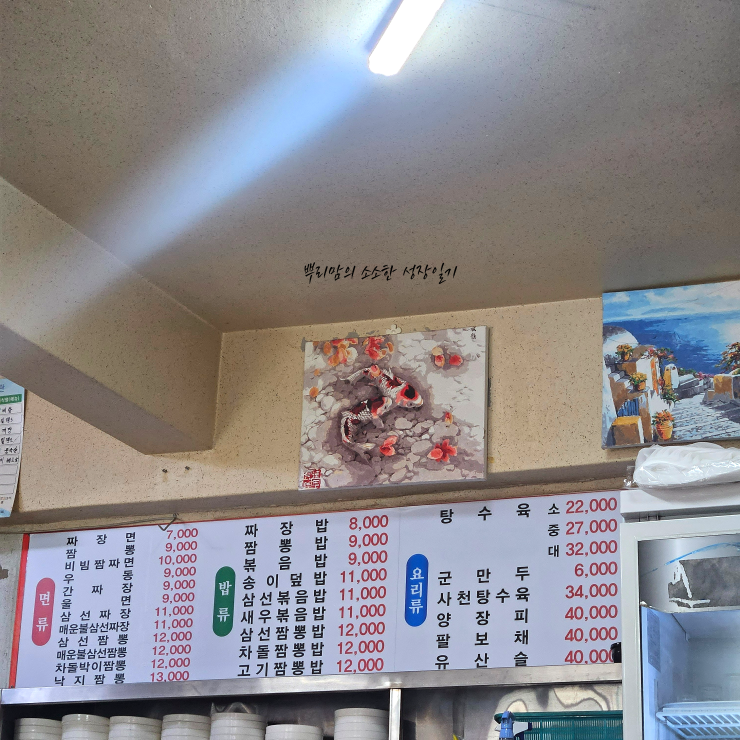 뿌리맘의 소소한 성장일기
면류
짜장면 7,000
짬뽕 9,000
비빔짬짜면 10,000
우동 9,000
간짜장 9,000
울면 9,000
삼선짜장 11,000
매운불삼선짜장 11,000
삼선짬뽕 12,000
매운불삼선짬뽕 12,000
차돌박이짬뽕 12,000
낙지짬뽕 13,000
밥류
짜장밥 8,000
짬뽕밥 9,000
볶음밥 9,000
송이덮밥 11,000
삼선볶음밥 11,000
새우볶음밥 11,000
삼선짬뽕밥 12,000
차돌짬뽕밥 12,000
고기짬뽕밥 12,000
요리류
탕수육 소 22,000
중 27,000
대 32,000
군만두 6,000
사천탕수육 34,000
양장피 40,000
팔보채 40,000
유산슬 40,000